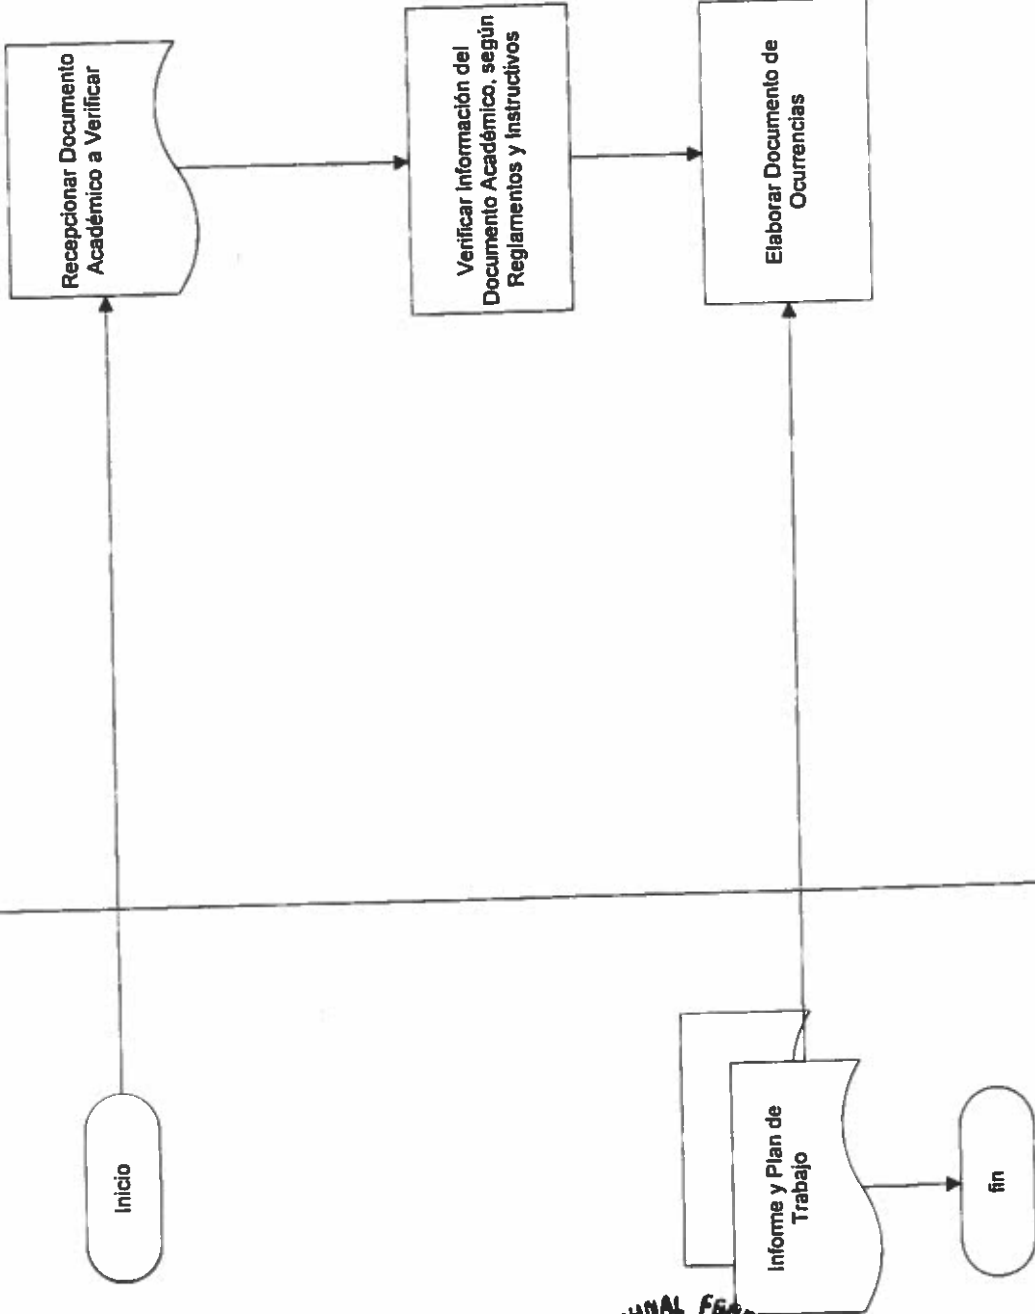 Inicio
Recepcionar Documento
Académico a Verificar
Verificar Información del
Documento Académico, según
Reglamentos y Instructivos
Elaborar Documento de
Ocurrencias
Informe y Plan de
Trabajo
fin